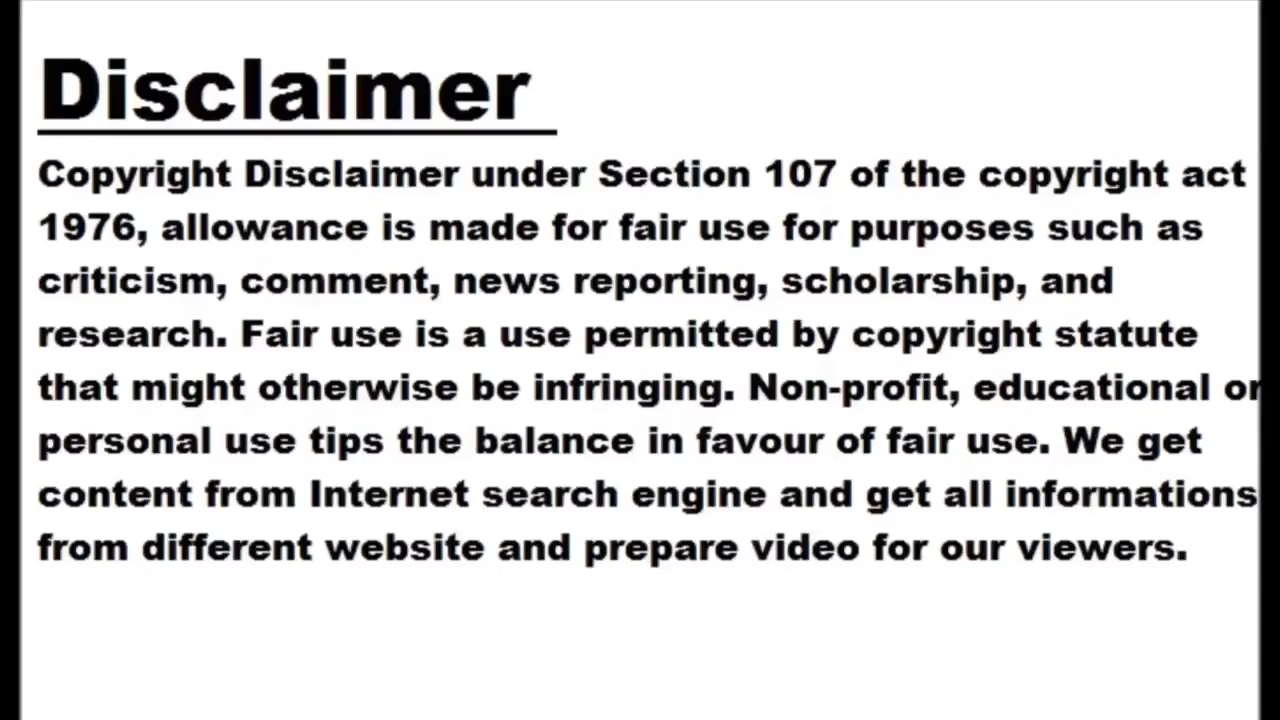 Disclaimer
Copyright Disclaimer under Section 107 of the copyright act
1976, allowance is made for fair use for purposes such as
criticism, comment, news reporting, scholarship, and
research. Fair use is a use permitted by copyright statute
that might otherwise be infringing. Non-profit, educational or
personal use tips the balance in favour of fair use. We get
content from Internet search engine and get all informations
from different website and prepare video for our viewers.